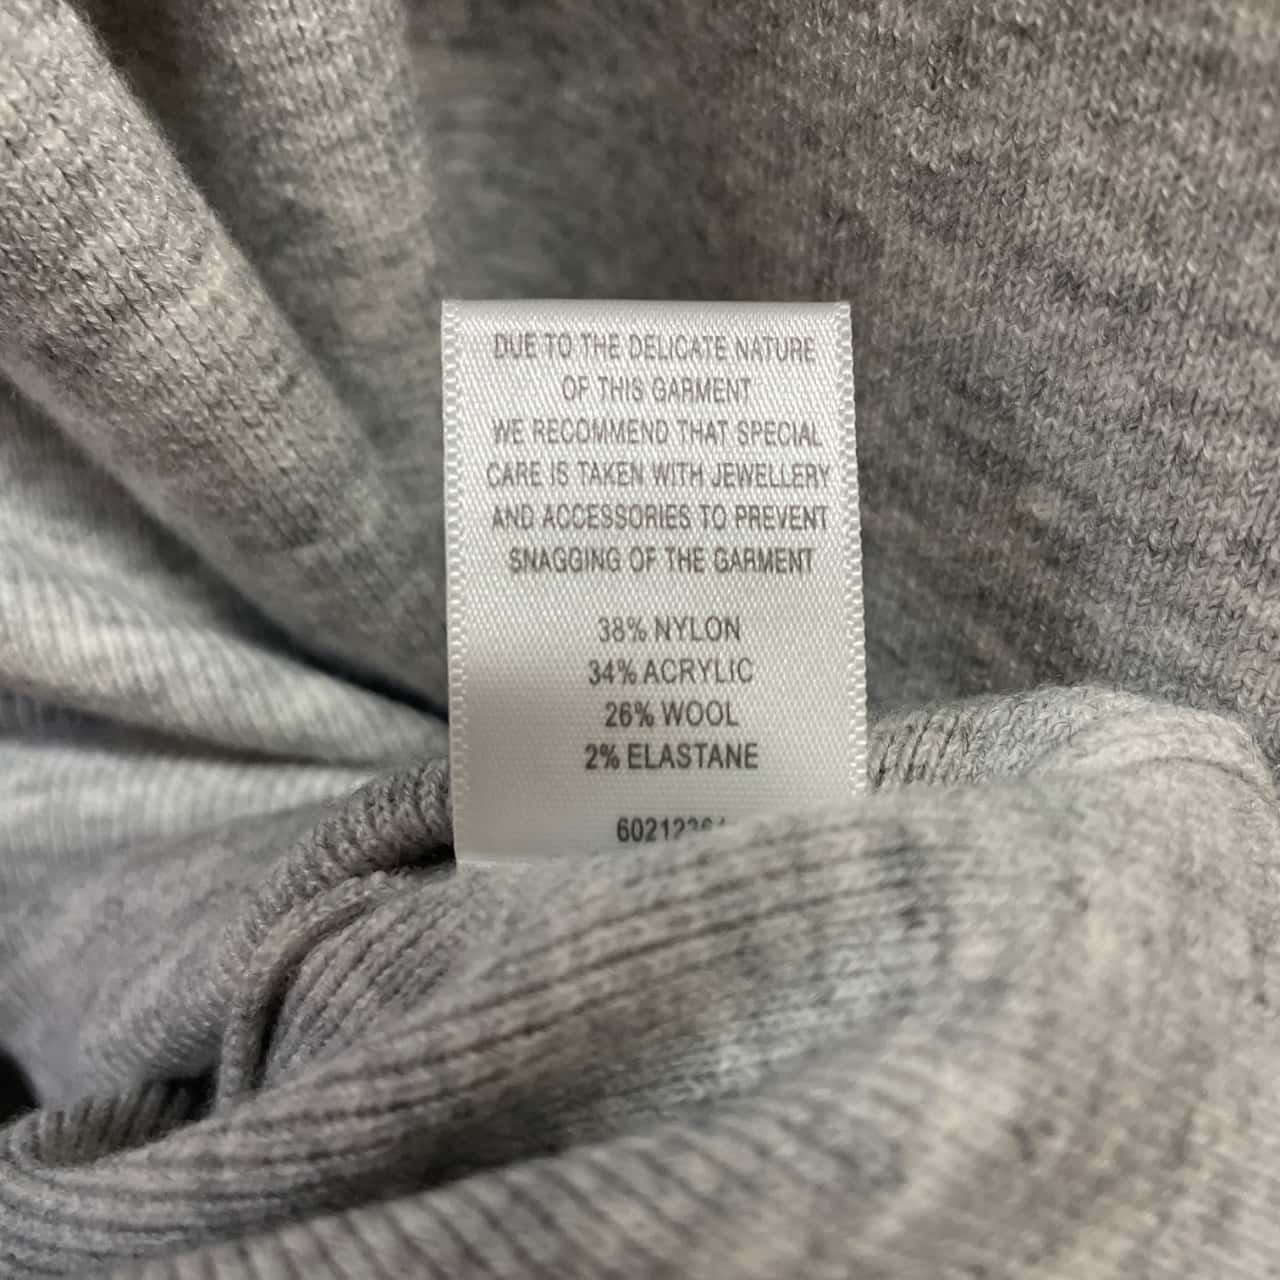 DUE TO THE DELICATE NATURE
OF THIS GARMENT
WE RECOMMEND THAT SPECIAL
CARE IS TAKEN WITH JEWELLERY
AND ACCESSORIES TO PREVENT
SNAGGING OF THE GARMENT
38% NYLON
34% ACRYLIC
26% WOOL
2% ELASTANE